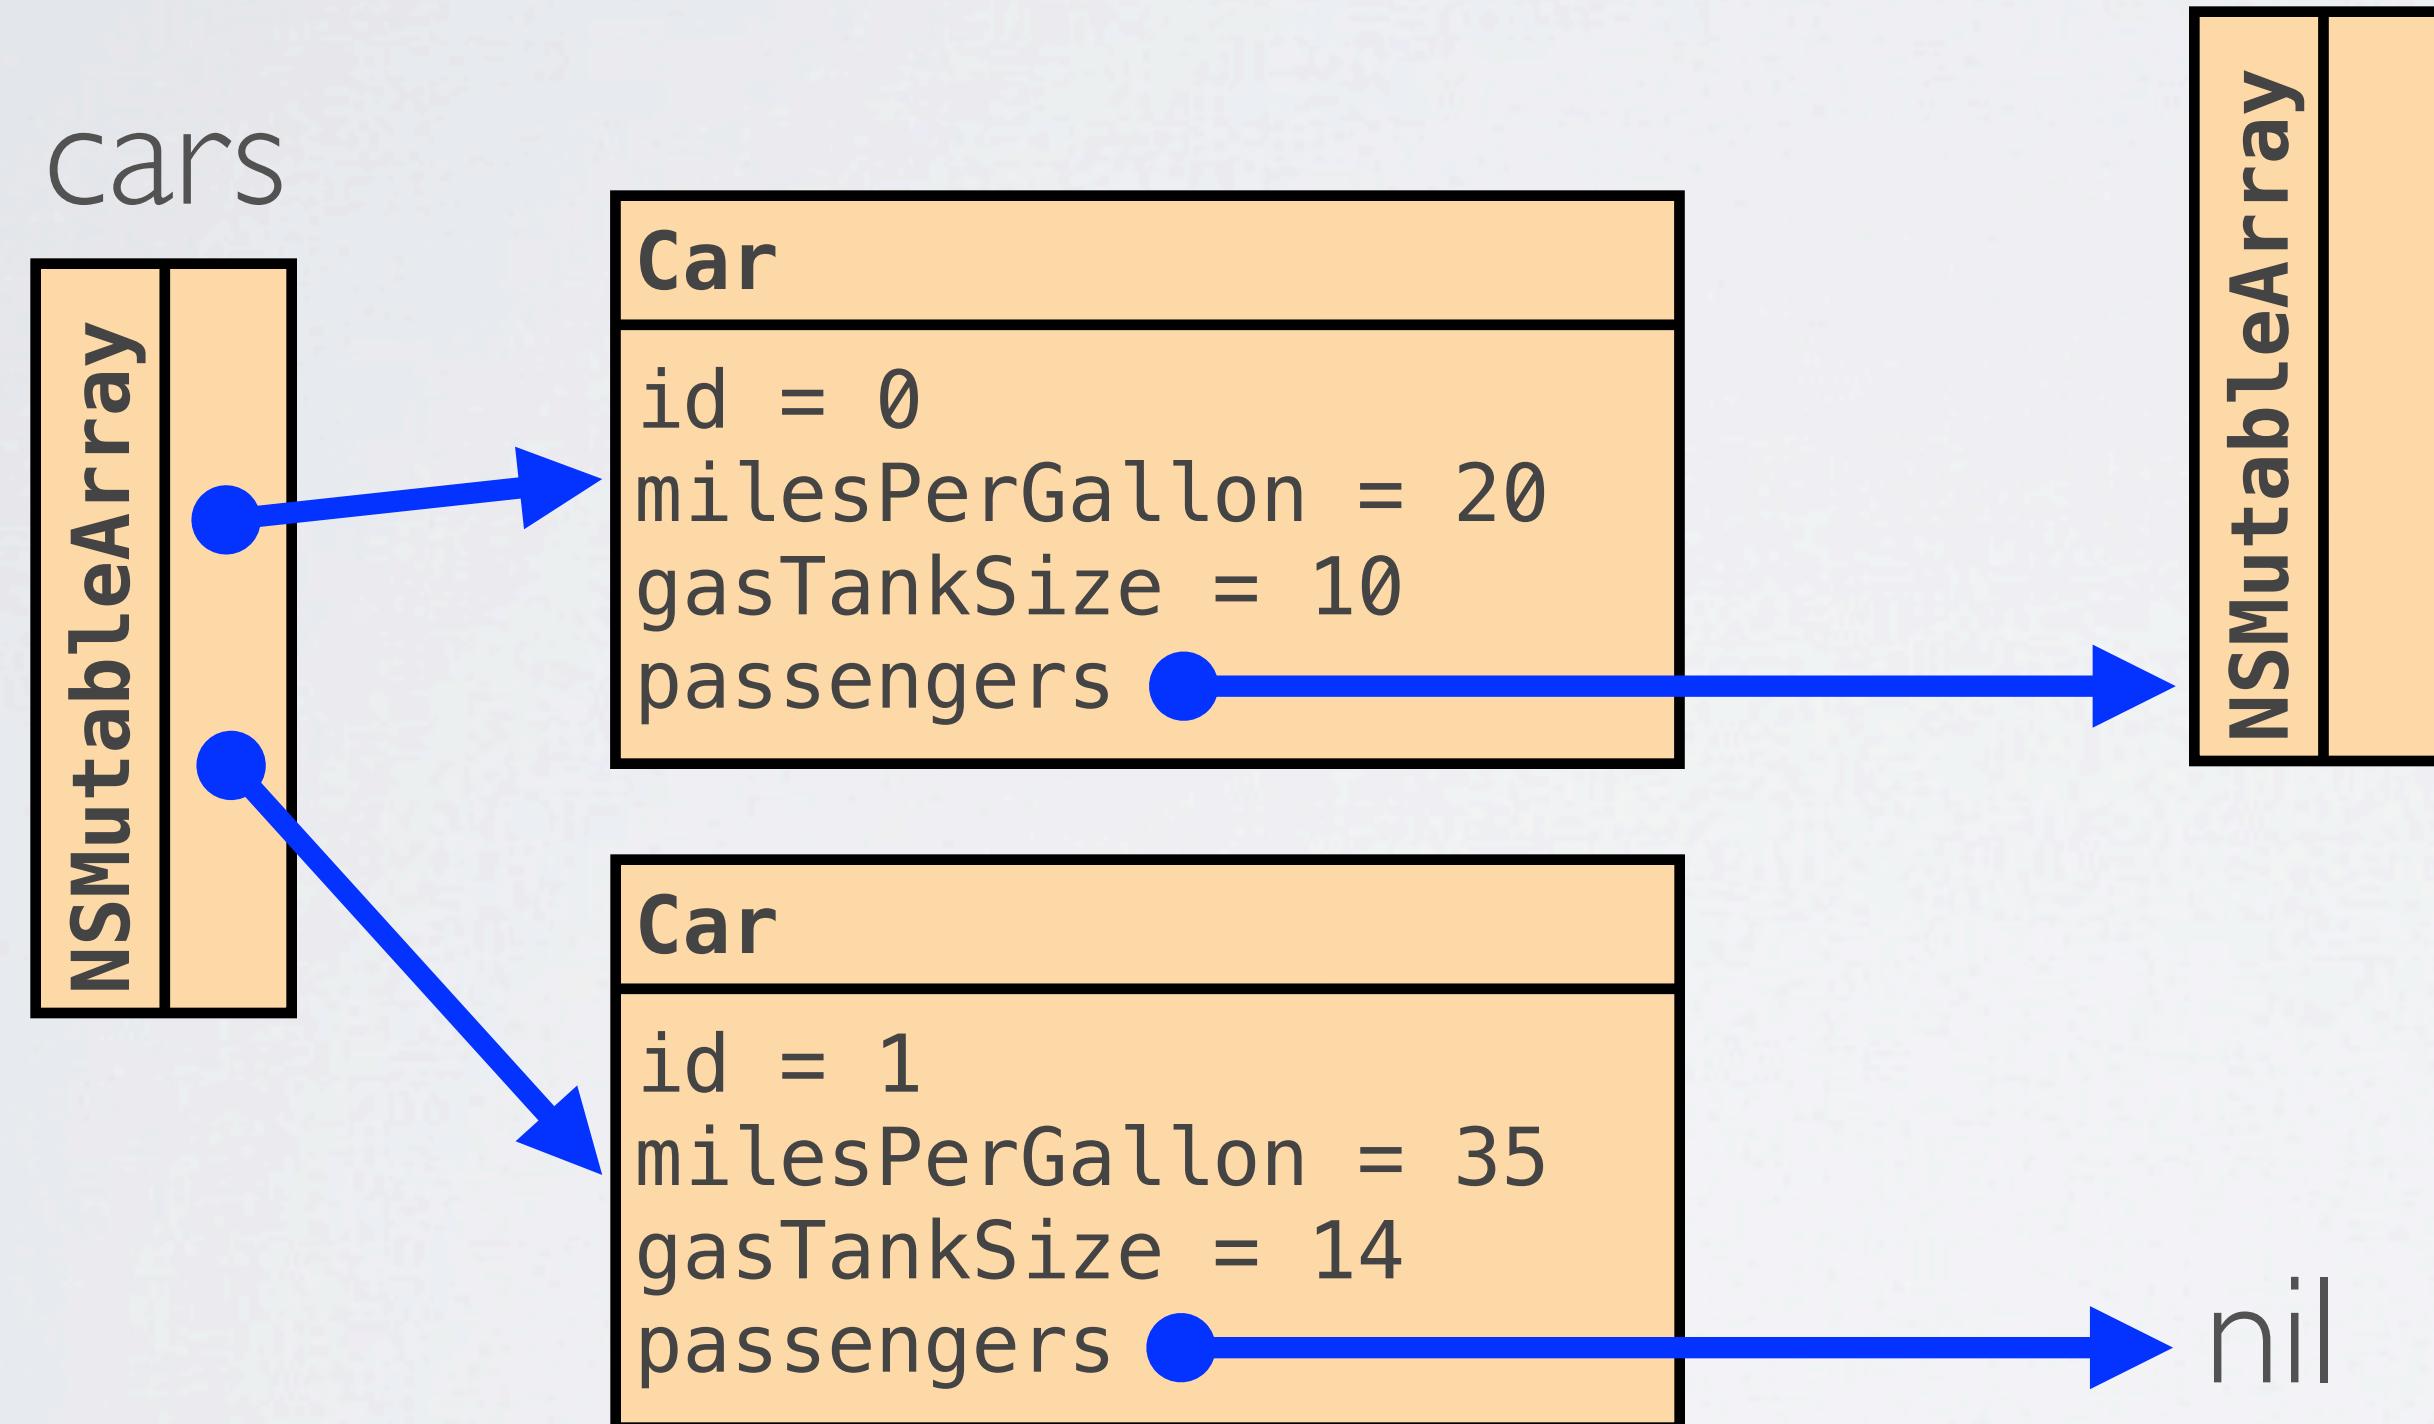 cars
NSMutableArray
Car
id = 0
milesPerGallon = 20
gasTankSize = 10
passengers
NSMutableArray
Car
id = 1
milesPerGallon = 35
gasTankSize = 14
passengers
nil